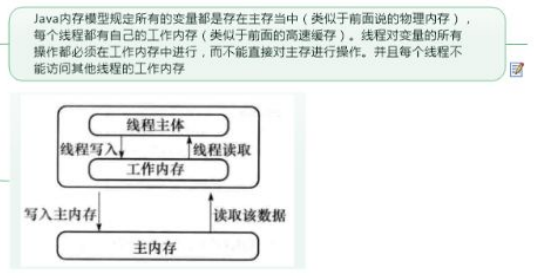 Java内存模型规定所有的变量都是存在主存当中（类似于前面说的物理内存），
每个线程都有自己的工作内存（类似于前面的高速缓存）。线程对变量的所有
操作都必须在工作内存中进行，而不能直接对主存进行操作。并且每个线程不
能访问其他线程的工作内存
线程主体
线程写入 线程读取
工作内存
写入主内存 读取该数据
主内存